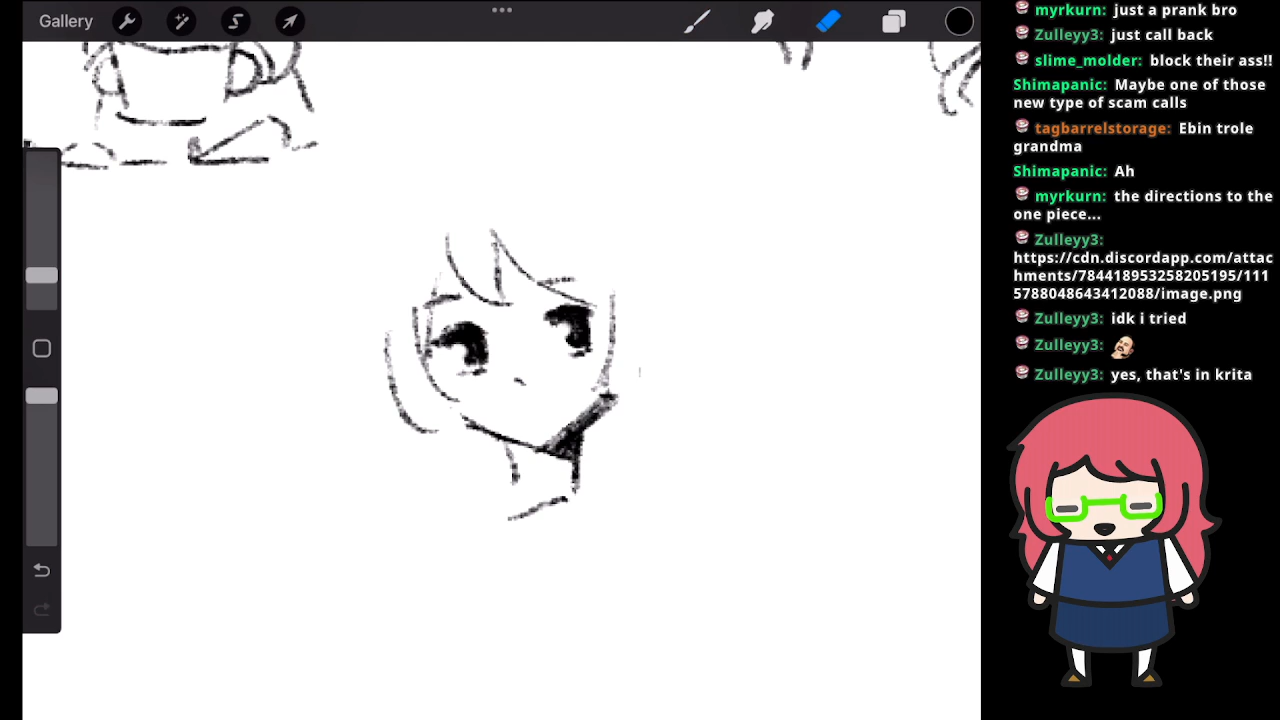 Gallery
myrkurn: just a prank bro
Zulleyy3: just call back
slime_molder: block their ass!!
Shimapanic: Maybe one of those
new type of scam calls
tagbarrelstorage: Ebin trole
grandma
Shimapanic: Ah
myrkurn: the directions to the
one piece...
Zulleyy3:
https://cdn.discordapp.com/attac
hments/784418953258205195/111
5788048643412088/image.png
Zulleyy3: idk i tried
Zulleyy3:
Zulleyy3: yes, that's in krita